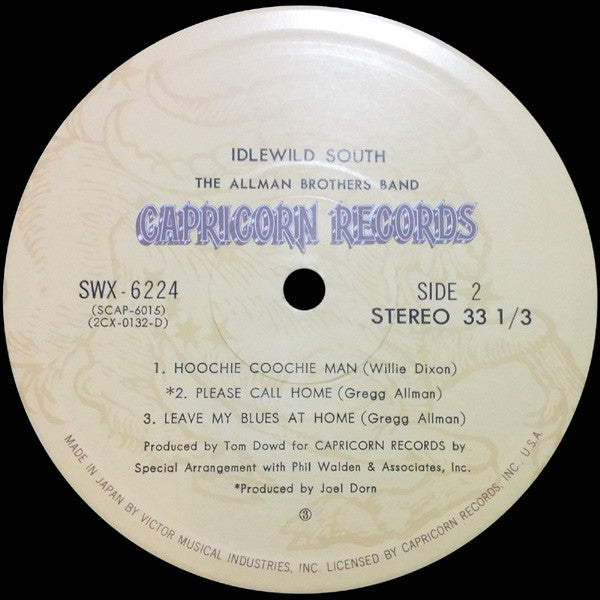 IDLEWILD SOUTH
THE ALLMAN BROTHERS BAND
CAPRICORN RECORDS
SWX-6224
(SCAP-6015)
(2CX-0132-D)
SIDE 2
STEREO 33 1/3
1. HOOCHIE COOCHIE MAN (Willie Dixon)
*2. PLEASE CALL HOME (Gregg Allman)
3. LEAVE MY BLUES AT HOME (Gregg Allman)
Produced by Tom Dowd for CAPRICORN RECORDS by
Special Arrangement with Phil Walden & Associates, Inc.
*Produced by Joel Dorn
③
MADE IN JAPAN BY VICTOR MUSICAL INDUSTRIES, INC. LICENSED BY CAPRICORN RECORDS, INC. U.S.A.